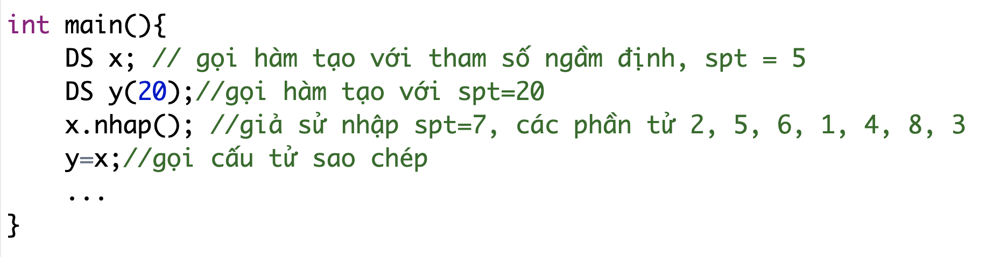 int main(){
DS x; // gọi hàm tạo với tham số ngầm định, spt = 5
DS y(20);//gọi hàm tạo với spt=20
x.nhap(); //giả sử nhập spt=7, các phần tử 2, 5, 6, 1, 4, 8, 3
y=x;//gọi cấu tử sao chép
...
}